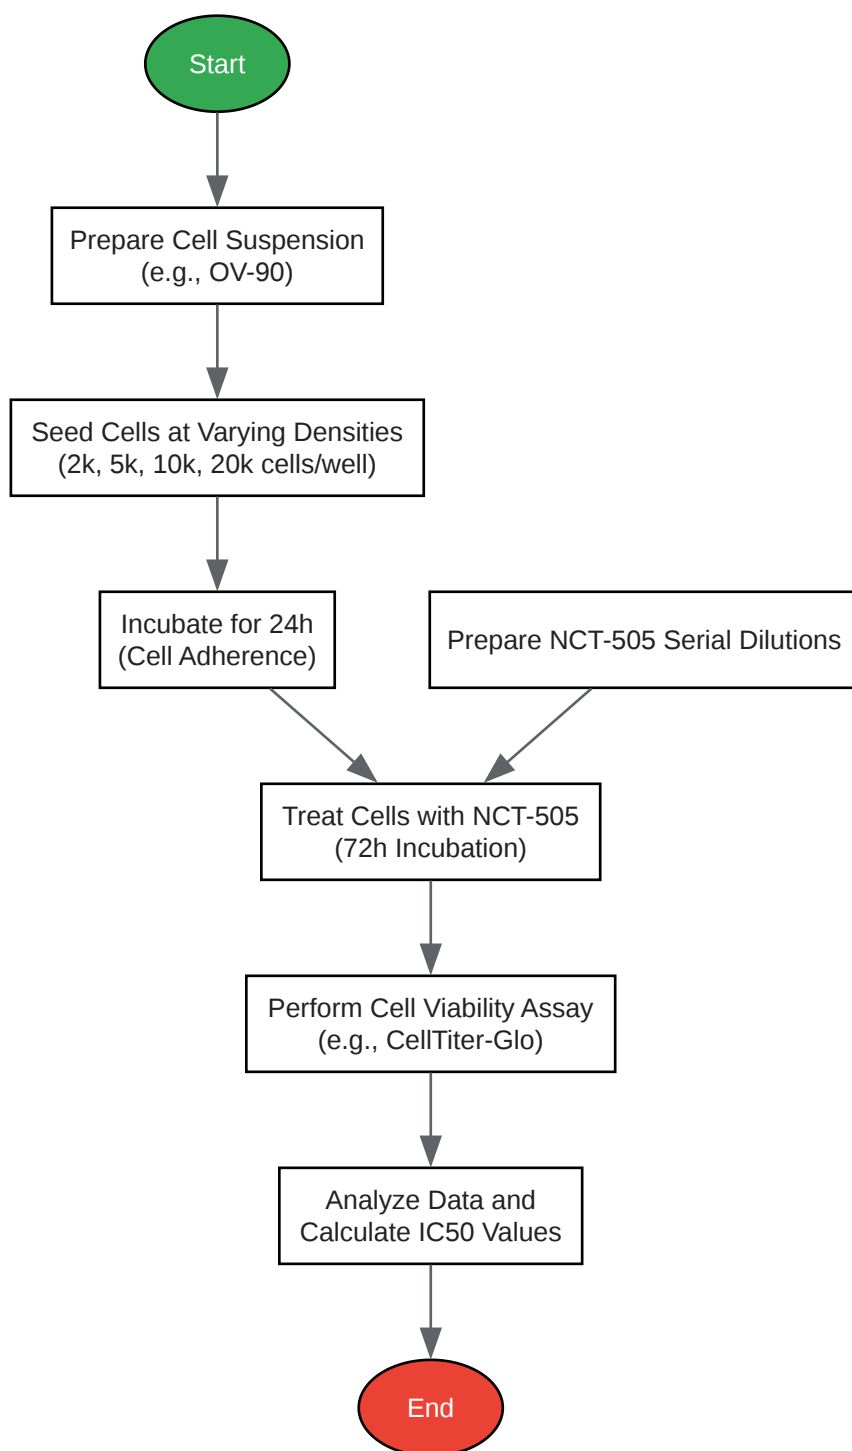 Start
Prepare Cell Suspension
(e.g., OV-90)
Seed Cells at Varying Densities
(2k, 5k, 10k, 20k cells/well)
Incubate for 24h
(Cell Adherence)
Prepare NCT-505 Serial Dilutions
Treat Cells with NCT-505
(72h Incubation)
Perform Cell Viability Assay
(e.g., CellTiter-Glo)
Analyze Data and
Calculate IC50 Values
End